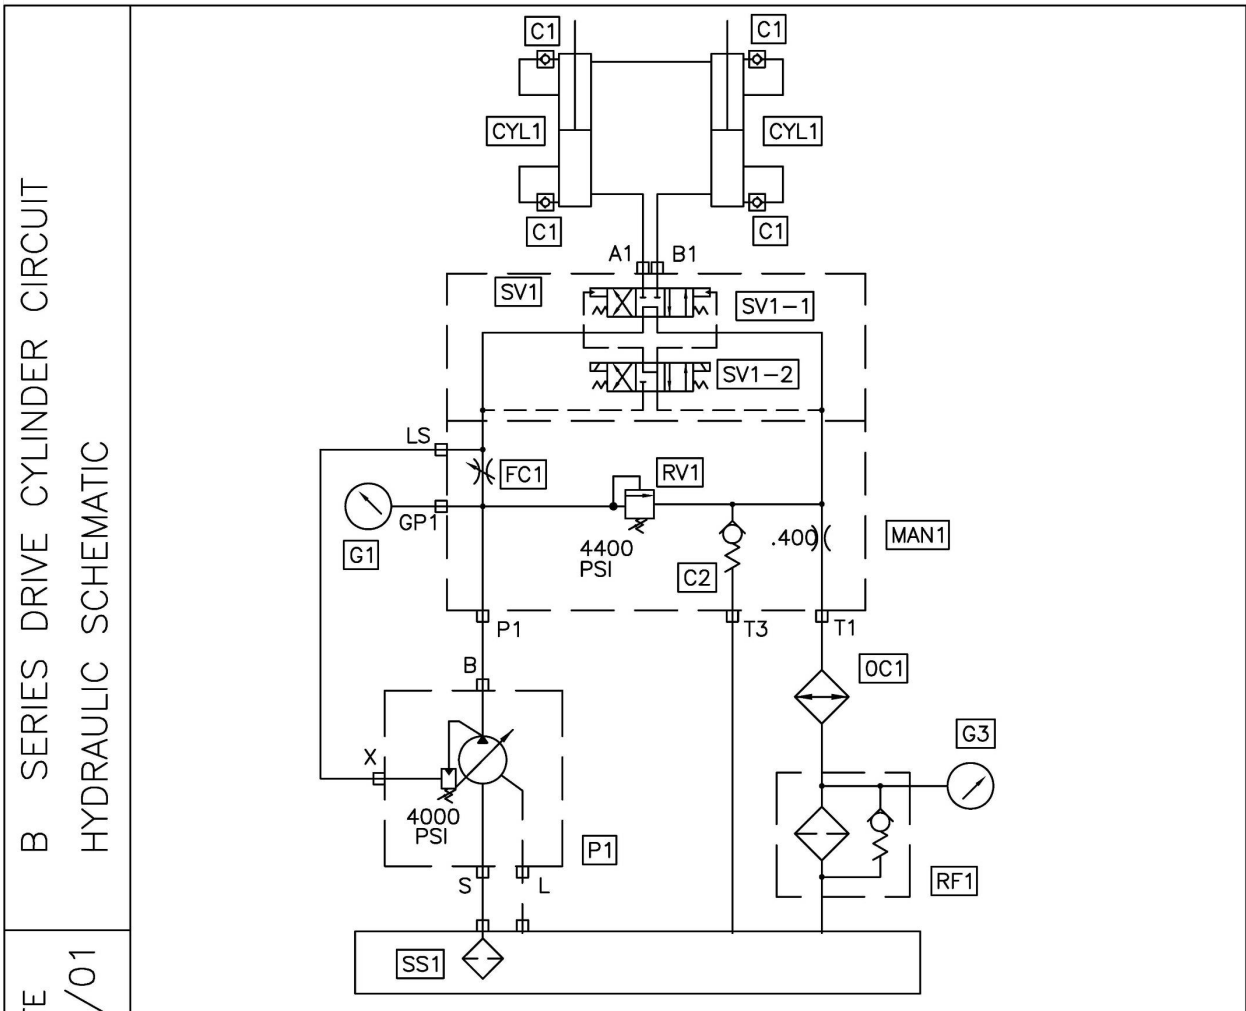 B SERIES DRIVE CYLINDER CIRCUIT
HYDRAULIC SCHEMATIC
/01
C1
C1
CYL1
CYL1
C1
C1
A1
B1
SV1
SV1-1
SV1-2
LS
FC1
RV1
GP1
G1
4400
PSI
C2
.400
MAN1
P1
T3
T1
B
OC1
X
G3
4000
PSI
P1
S
L
RF1
SS1